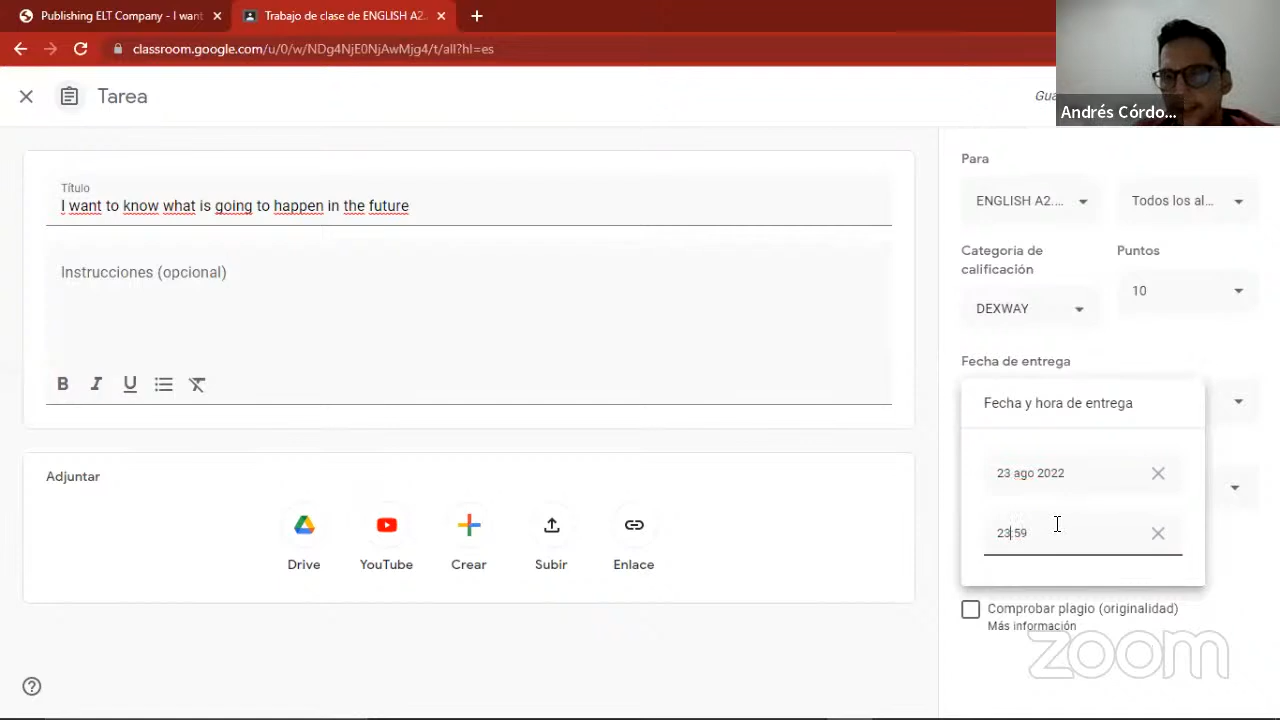 Publishing ELT Company - I want
Trabajo de clase de ENGLISH A2.
classroom.google.com/u/0/w/NDg4NjE0NjAwMjg4/t/all?hl=es
Tarea
Gua
Andrés Córdo...
Título
I want to know what is going to happen in the future
Instrucciones (opcional)
B I U
Adjuntar
Drive
YouTube
Crear
Subir
Enlace
Para
ENGLISH A2....
Todos los al...
Categoría de
calificación
Puntos
DEXWAY
10
Fecha de entrega
Fecha y hora de entrega
23 ago 2022
23:59
Comprobar plagio (originalidad)
Más información
zoom